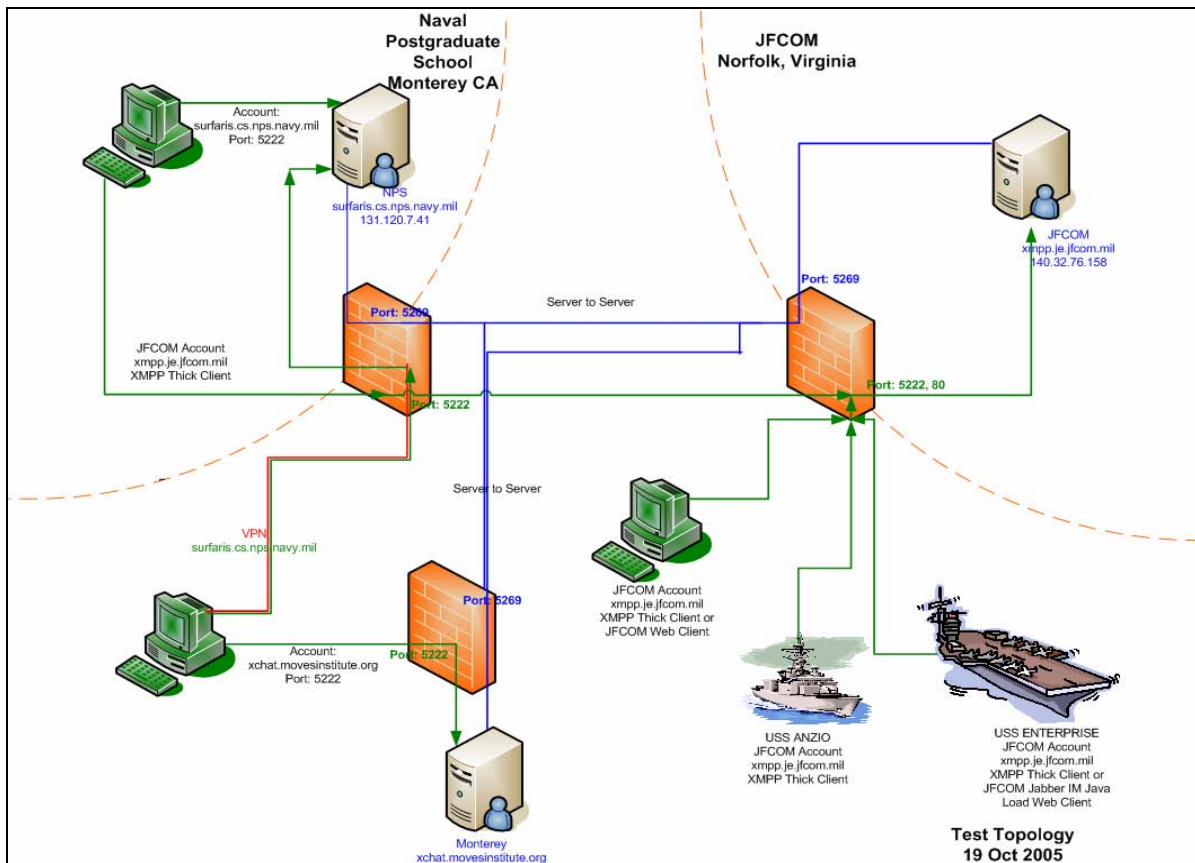 Naval
Postgraduate
School
Monterey CA
JFCOM
Norfolk, Virginia
Account:
surfaris.cs.nps.navy.mil
Port: 5222
NPS
surfaris.cs.nps.navy.mil
131.120.7.41
JFCOM
xmpp.je.jfcom.mil
140.32.76.158
Port: 5269
Server to Server
Port: 5269
JFCOM Account
xmpp.je.jfcom.mil
XMPP Thick Client
Port: 5222
Port: 5222, 80
Server to Server
VPN
surfaris.cs.nps.navy.mil
JFCOM Account
xmpp.je.jfcom.mil
XMPP Thick Client or
JFCOM Web Client
Port: 5269
Account:
xchat.movesinstitute.org
Port: 5222
Port: 5222
USS ANZIO
JFCOM Account
xmpp.je.jfcom.mil
XMPP Thick Client
USS ENTERPRISE
JFCOM Account
xmpp.je.jfcom.mil
XMPP Thick Client or
JFCOM Jabber IM Java
Load Web Client
Monterey
xchat.movesinstitute.org
Test Topology
19 Oct 2005